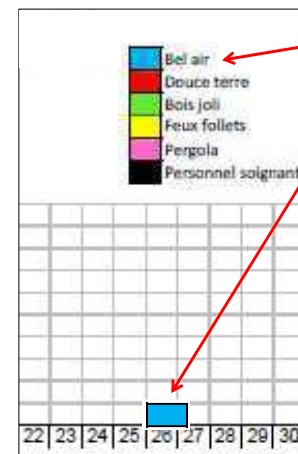 Bel air
Douce terre
Bois joli
Feux follets
Pergola
Personnel soignant
22 23 24 25 26 27 28 29 30